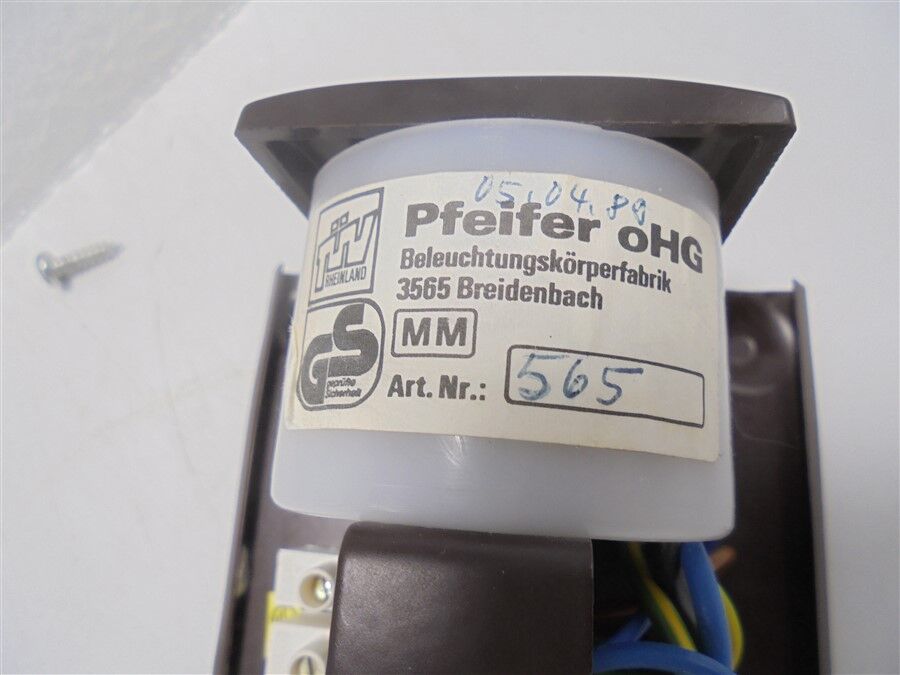 05.04.89
Pfeifer oHG
Beleuchtungskörperfabrik
3565 Breidenbach
MM
Art. Nr.: 565
TÜV
RHEINLAND
GS
geprüfte
Sicherheit